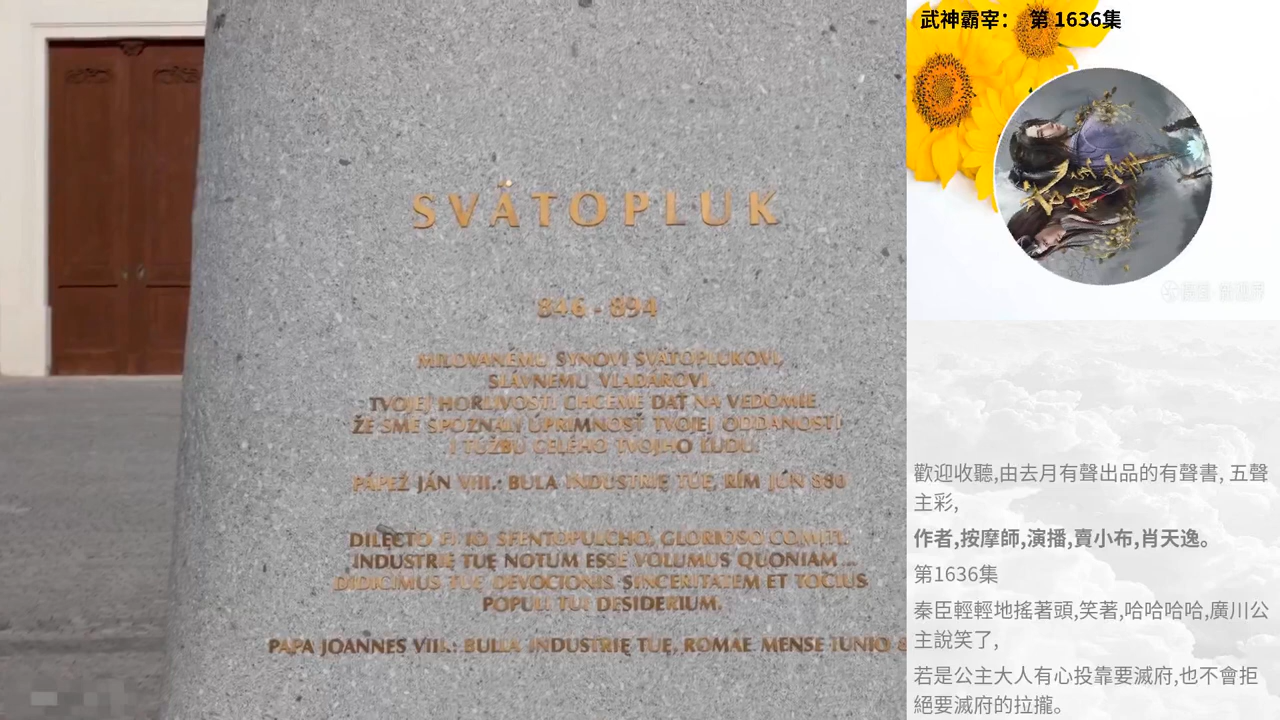 SVÄTOPLUK
846 - 894
MILOVANÉMU SYNOVI SVÄTOPLUKOVI,
SLÁVNEMU VLADÁROVI.
TVOJEJ HORLIVOSTI CHCEME DAŤ NA VEDOMIE
ŽE SME SPOZNALI ÚPRIMNOSŤ TVOJEJ ODDANOSTI
I TÚŽBU CELÉHO TVOJHO ĽUDU.
PÁPEŽ JÁN VIII.: BULA INDUSTRIĘ TUĘ, RÍM JÚN 880
DILECTO FILIO SFENTOPULCHO, GLORIOSO COMITI.
INDUSTRIĘ TUĘ NOTUM ESSE VOLUMUS QUONIAM...
DIDICIMUS TUĘ DEVOCIONIS SINCERITATEM ET TOCIUS
POPULI TUI DESIDERIUM.
PAPA JOANNES VIII.: BULLA INDUSTRIĘ TUĘ, ROMAE MENSE IUNIO
武神霸宰： 第 1636集
歡迎收聽,由去月有聲出品的有聲書, 五聲
主彩,
作者,按摩師,演播,賣小布,肖天逸。
第1636集
秦臣輕輕地搖著頭,笑著,哈哈哈哈,廣川公
主說笑了,
若是公主大人有心投靠要滅府,也不會拒
絕要滅府的拉攏。